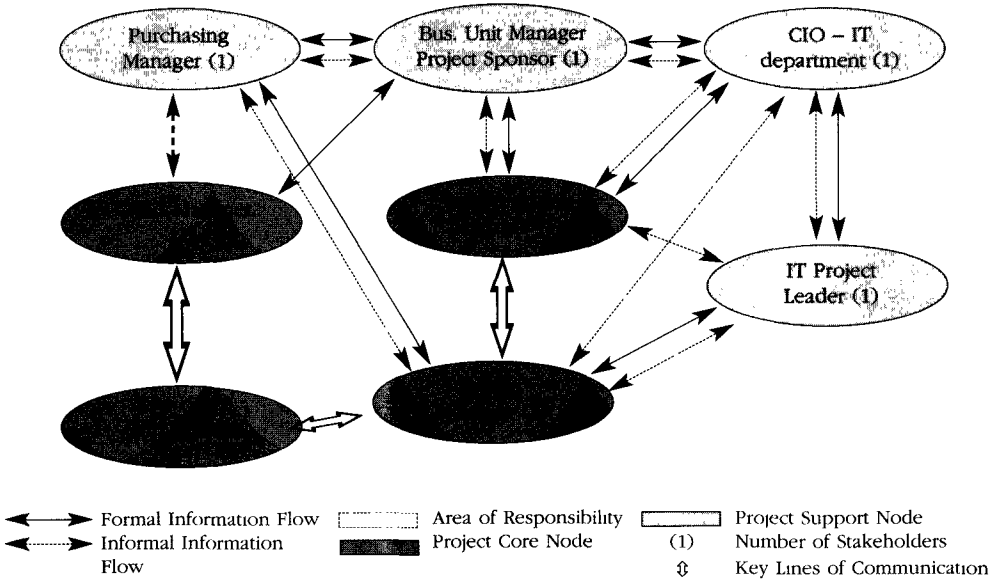 Purchasing
Manager (1)
Bus. Unit Manager
Project Sponsor (1)
CIO – IT
department (1)
IT Project
Leader (1)
Formal Information Flow
Informal Information
Flow
Area of Responsibility
Project Core Node
Project Support Node
(1) Number of Stakeholders
⇳ Key Lines of Communication